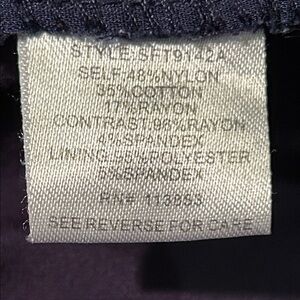 STYLE:SFT9142A
SELF:48%NYLON
35%COTTON
17%RAYON
CONTRAST:96%RAYON
4%SPANDEX
LINING:95%POLYESTER
5%SPANDEX
RN# 113853
SEE REVERSE FOR CARE